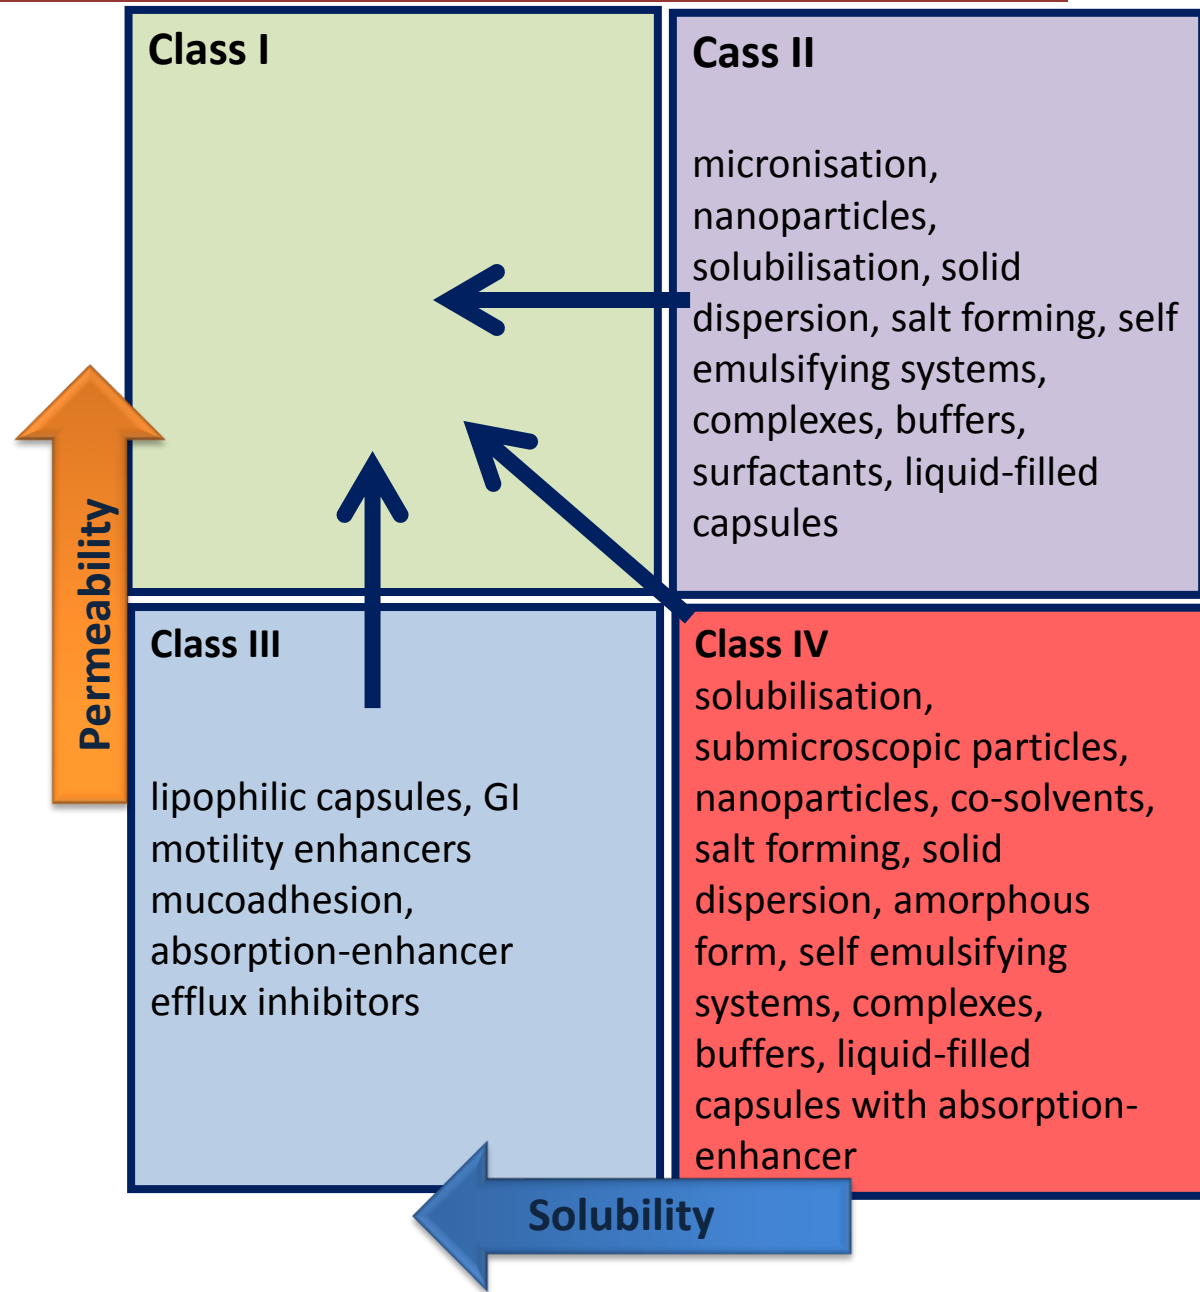 Class I
Cass II
micronisation,
nanoparticles,
solubilisation, solid
dispersion, salt forming, self
emulsifying systems,
complexes, buffers,
surfactants, liquid-filled
capsules
Permeability
Class III
lipophilic capsules, GI
motility enhancers
mucoadhesion,
absorption-enhancer
efflux inhibitors
Class IV
solubilisation,
submicroscopic particles,
nanoparticles, co-solvents,
salt forming, solid
dispersion, amorphous
form, self emulsifying
systems, complexes,
buffers, liquid-filled
capsules with absorption-
enhancer
Solubility